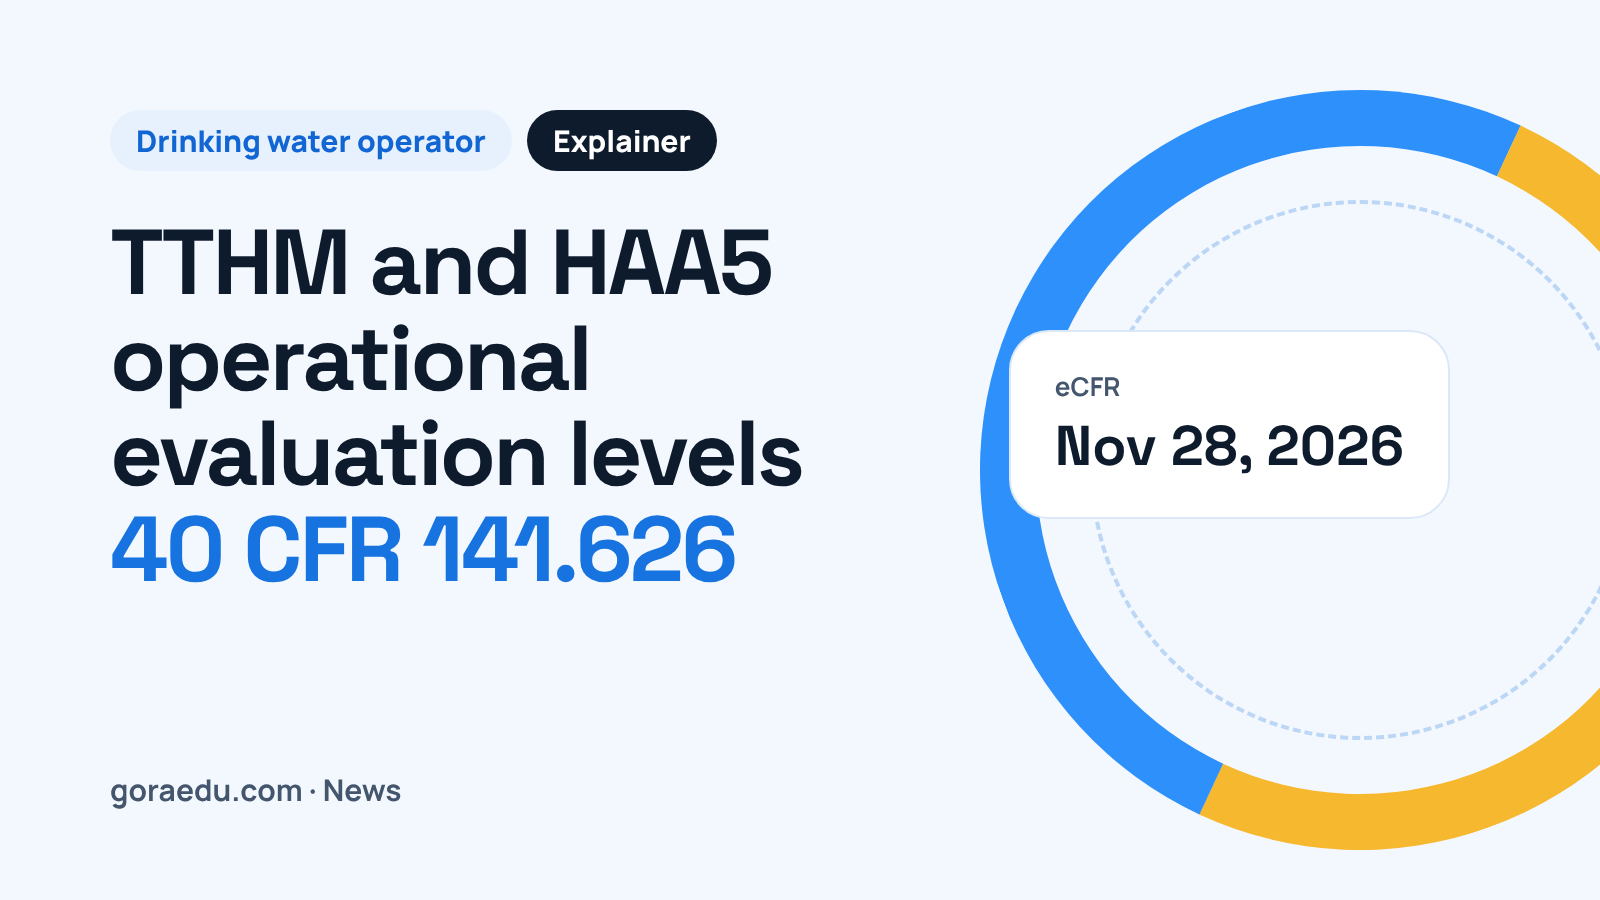 Drinking water operator
Explainer
TTHM and HAA5
operational
evaluation levels
40 CFR 141.626
eCFR
Nov 28, 2026
goraedu.com · News